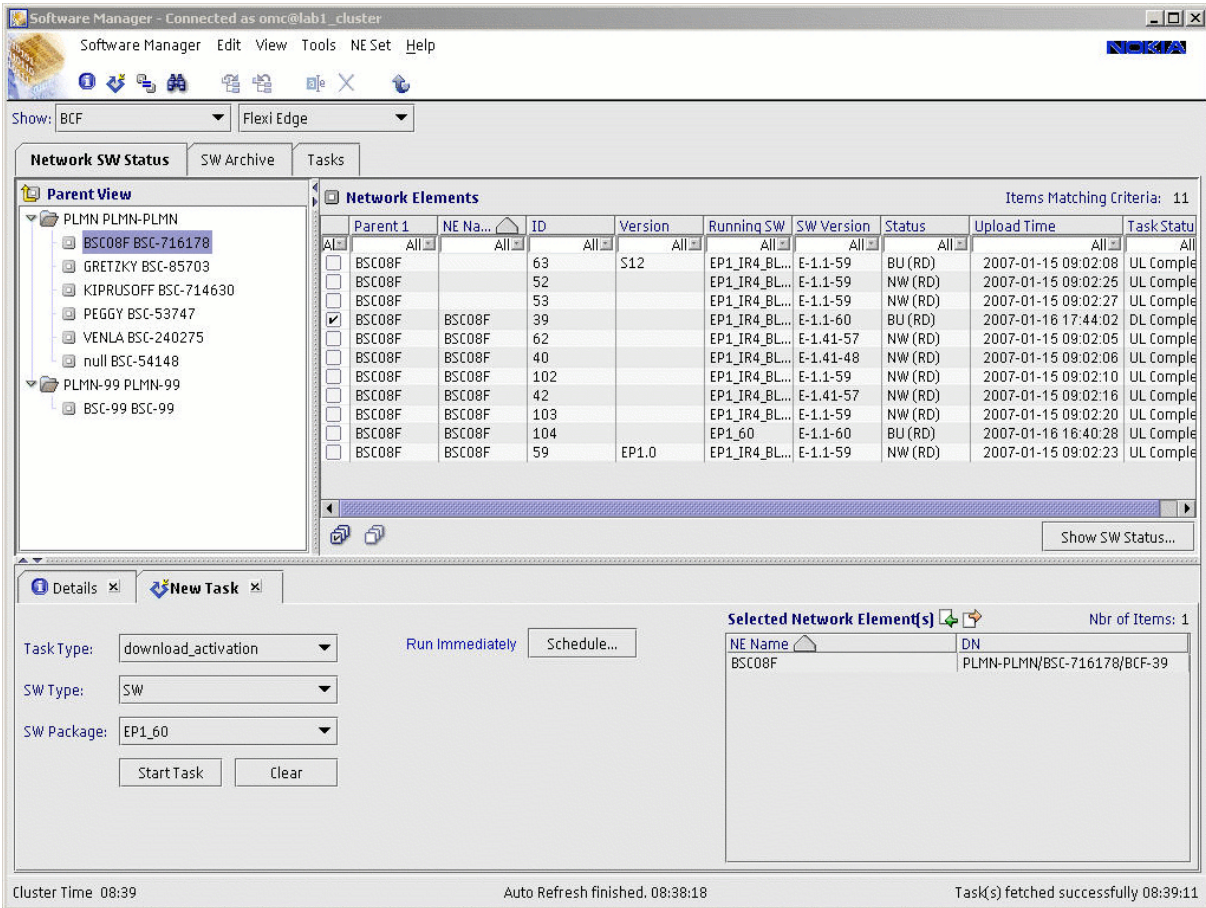 Software Manager - Connected as omc@lab1_cluster
Software Manager Edit View Tools NE Set Help
NOKIA
Show: BCF Flexi Edge
Network SW Status SW Archive Tasks
Parent View
PLMN PLMN-PLMN
BSC08F BSC-716178
GRETZKY BSC-85703
KIPRUSOFF BSC-714630
PEGGY BSC-53747
VENLA BSC-240275
null BSC-54148
PLMN-99 PLMN-99
BSC-99 BSC-99
Network Elements Items Matching Criteria: 11
Parent 1 NE Na... ID Version Running SW SW Version Status Upload Time Task Statu
Al All All All All All All All All All
BSC08F 63 S12 EP1_IR4_BL... E-1.1-59 BU (RD) 2007-01-15 09:02:08 UL Comple
BSC08F 52 EP1_IR4_BL... E-1.1-59 NW (RD) 2007-01-15 09:02:25 UL Comple
BSC08F 53 EP1_IR4_BL... E-1.1-59 NW (RD) 2007-01-15 09:02:27 UL Comple
BSC08F BSC08F 39 EP1_IR4_BL... E-1.1-60 BU (RD) 2007-01-16 17:44:02 DL Comple
BSC08F BSC08F 62 EP1_IR4_BL... E-1.41-57 NW (RD) 2007-01-15 09:02:05 UL Comple
BSC08F BSC08F 40 EP1_IR4_BL... E-1.41-48 NW (RD) 2007-01-15 09:02:06 UL Comple
BSC08F BSC08F 102 EP1_IR4_BL... E-1.1-59 NW (RD) 2007-01-15 09:02:10 UL Comple
BSC08F BSC08F 42 EP1_IR4_BL... E-1.41-57 NW (RD) 2007-01-15 09:02:16 UL Comple
BSC08F BSC08F 103 EP1_IR4_BL... E-1.1-59 NW (RD) 2007-01-15 09:02:20 UL Comple
BSC08F BSC08F 104 EP1_60 E-1.1-60 BU (RD) 2007-01-16 16:40:28 UL Comple
BSC08F BSC08F 59 EP1.0 EP1_IR4_BL... E-1.1-59 NW (RD) 2007-01-15 09:02:23 UL Comple
Show SW Status...
Details New Task
Task Type: download_activation
Run Immediately Schedule...
SW Type: SW
SW Package: EP1_60
Start Task Clear
Selected Network Element(s) Nbr of Items: 1
NE Name DN
BSC08F PLMN-PLMN/BSC-716178/BCF-39
Cluster Time 08:39 Auto Refresh finished. 08:38:18 Task(s) fetched successfully 08:39:11